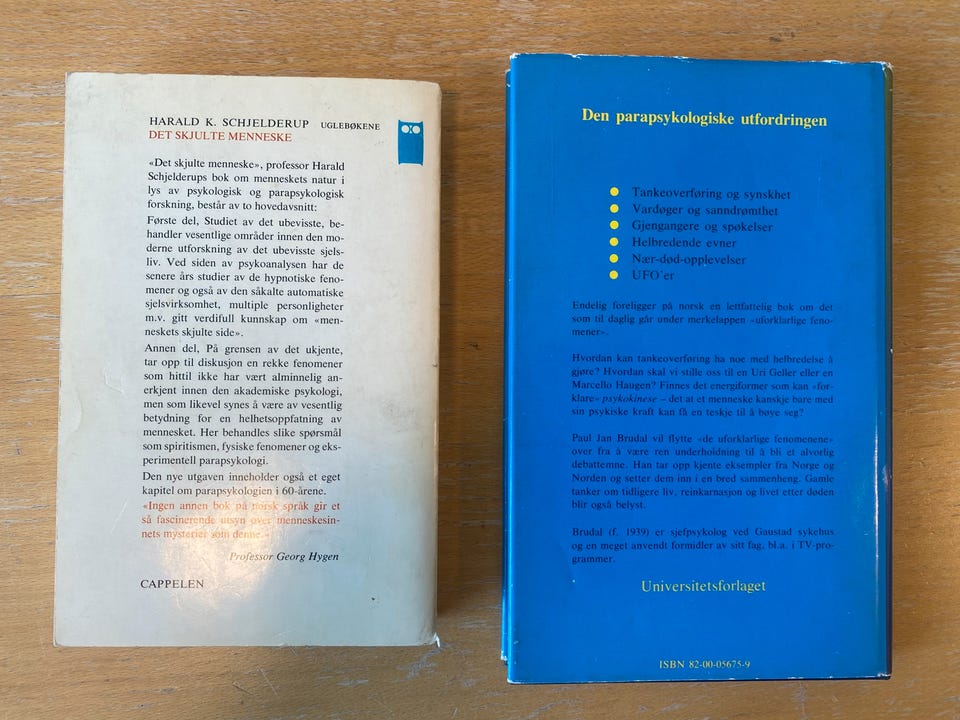 HARALD K. SCHJELDERUP UGLEBØKENE
DET SKJULTE MENNESKE
«Det skjulte menneske», professor Harald
Schjelderups bok om menneskets natur i
lys av psykologisk og parapsykologisk
forskning, består av to hovedavsnitt:
Første del, Studiet av det ubevisste, be-
handler vesentlige områder innen den mo-
derne utforskning av det ubevisste sjels-
liv. Ved siden av psykoanalysen har de
senere års studier av de hypnotiske feno-
mener og også av den såkalte automatiske
sjelsvirksomhet, multiple personligheter
m.v. gitt verdifull kunnskap om «men-
neskets skjulte side».
Annen del, På grensen av det ukjente,
tar opp til diskusjon en rekke fenomener
som hittil ikke har vært alminnelig an-
erkjent innen den akademiske psykologi,
men som likevel synes å være av vesentlig
betydning for en helhetsoppfatning av
mennesket. Her behandles slike spørsmål
som spiritismen, fysiske fenomener og eks-
perimentell parapsykologi.
Den nye utgaven inneholder også et eget
kapitel om parapsykologien i 60-årene.
«Ingen annen bok på norsk språk gir et
så fascinerende utsyn over menneskesin-
nets mysterier som denne.»
Professor Georg Hygen
CAPPELEN
Den parapsykologiske utfordringen
● Tankeoverføring og synskhet
● Vardøger og sanndrømthet
● Gjengangere og spøkelser
● Helbredende evner
● Nær-død-opplevelser
● UFO'er
Endelig foreligger på norsk en lettfattelig bok om det
som til daglig går under merkelappen «uforklarlige feno-
mener».
Hvordan kan tankeoverføring ha noe med helbredelse å
gjøre? Hvordan skal vi stille oss til en Uri Geller eller en
Marcello Haugen? Finnes det energiformer som kan «for-
klare» psykokinese – det at et menneske kanskje bare med
sin psykiske kraft kan få en teskje til å bøye seg?
Paul Jan Brudal vil flytte «de uforklarlige fenomenene»
over fra å være ren underholdning til å bli et alvorlig
debattemne. Han tar opp kjente eksempler fra Norge og
Norden og setter dem inn i en bred sammenheng. Gamle
tanker om tidligere liv, reinkarnasjon og livet etter døden
blir også belyst.
Brudal (f. 1939) er sjefpsykolog ved Gaustad sykehus
og en meget anvendt formidler av sitt fag, bl.a. i TV-pro-
grammer.
Universitetsforlaget
ISBN 82-00-05675-9